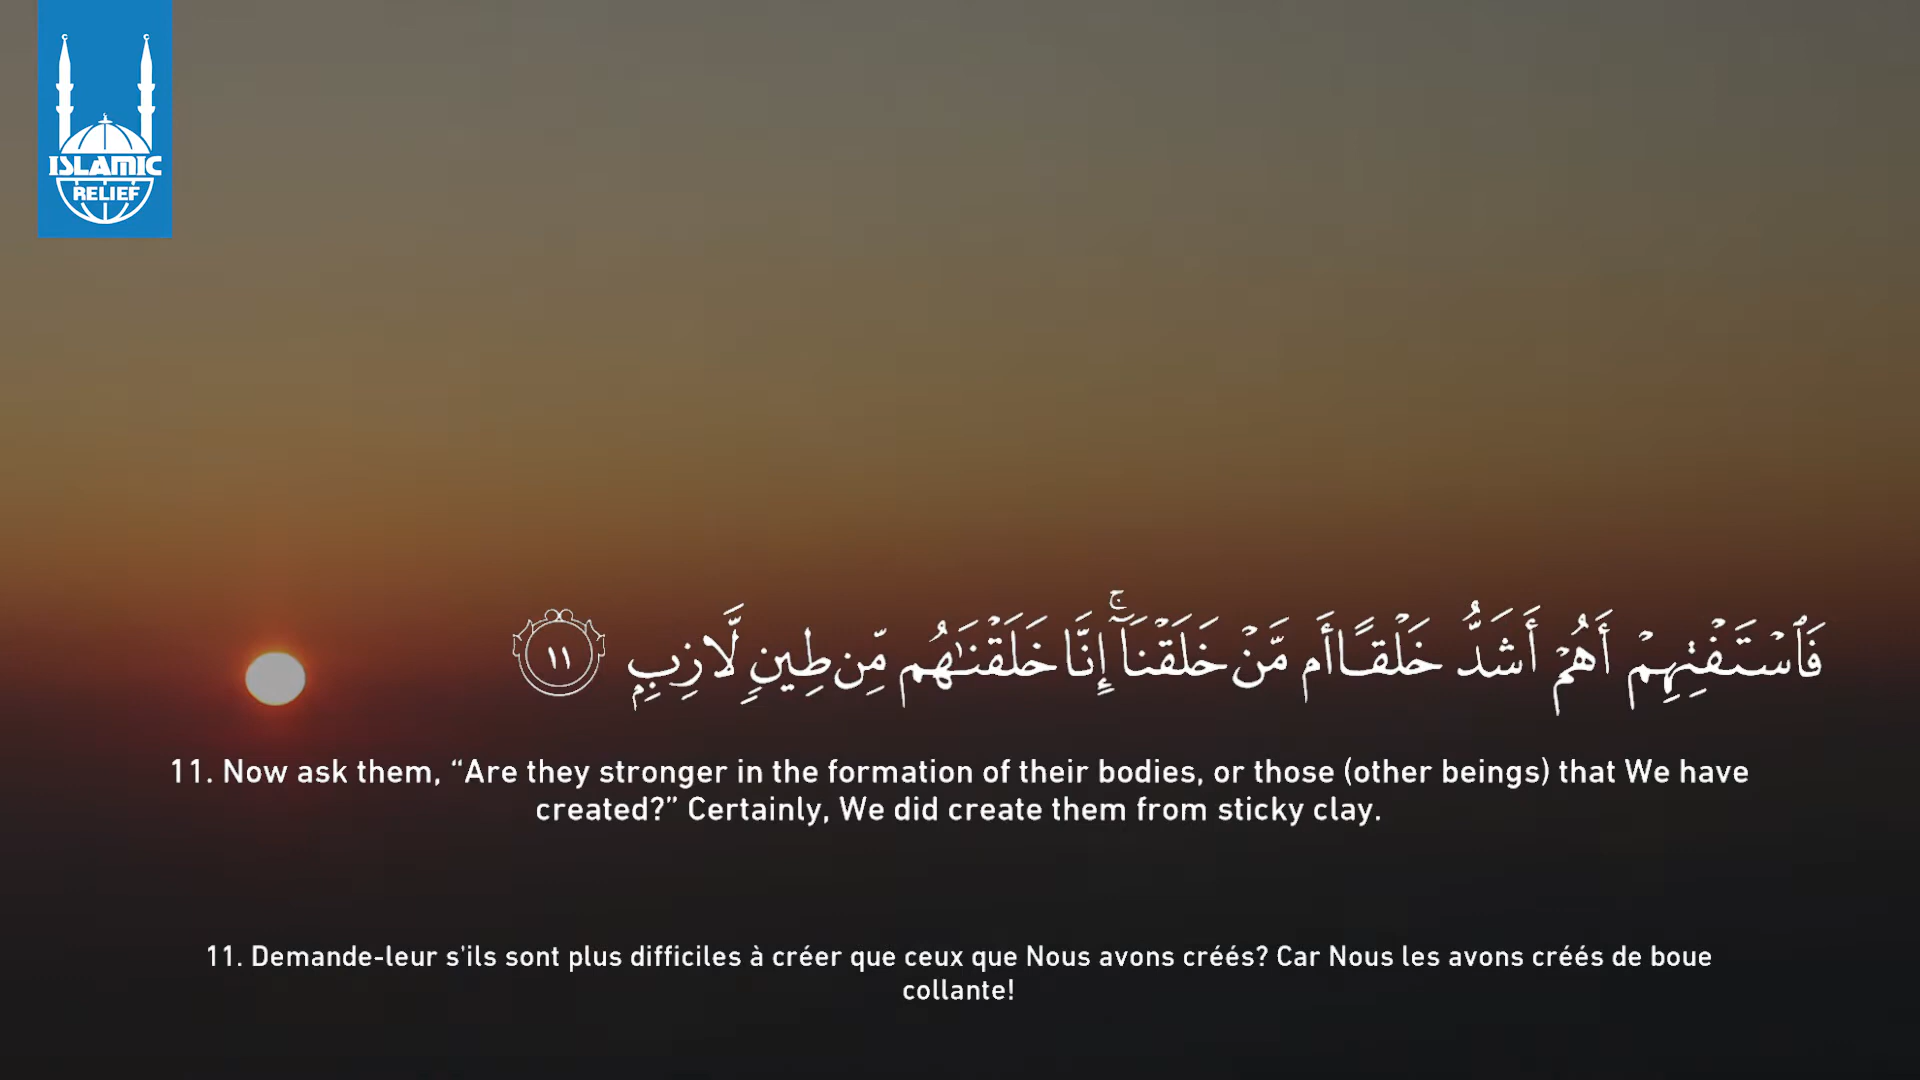 ISLAMIC
RELIEF
فَٱسۡتَفۡتِهِمۡ أَهُمۡ أَشَدُّ خَلۡقًا أَم مَّنۡ خَلَقۡنَآۚ إِنَّا خَلَقۡنَٰهُم مِّن طِينٖ لَّازِبِۭ ١١
11. Now ask them, “Are they stronger in the formation of their bodies, or those (other beings) that We have
created?” Certainly, We did create them from sticky clay.
11. Demande-leur s'ils sont plus difficiles à créer que ceux que Nous avons créés? Car Nous les avons créés de boue
collante!